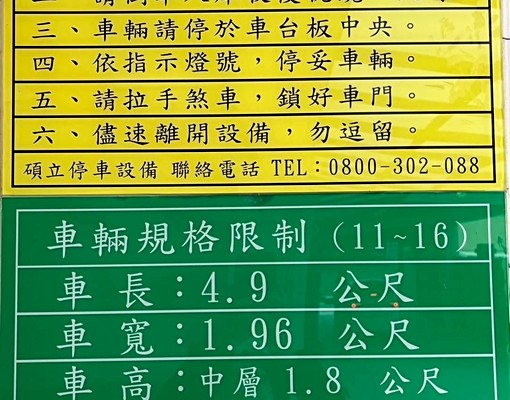 三、車輛請停於車台板中央。
四、依指示燈號，停妥車輛。
五、請拉手煞車，鎖好車門。
六、儘速離開設備，勿逗留。
碩立停車設備 聯絡電話 TEL：0800-302-088
車輛規格限制 (11~16)
車 長：4.9 公尺
車 寬：1.96 公尺
車 高：中層 1.8 公尺